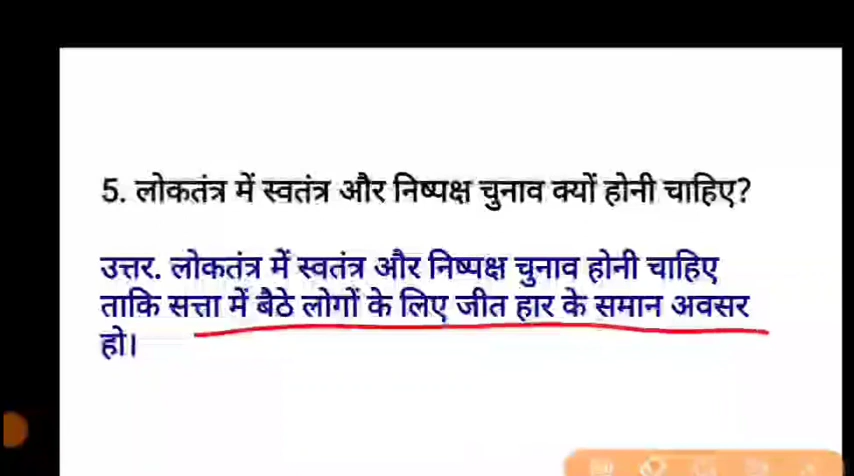 5. लोकतंत्र में स्वतंत्र और निष्पक्ष चुनाव क्यों होनी चाहिए?
उत्तर. लोकतंत्र में स्वतंत्र और निष्पक्ष चुनाव होनी चाहिए
ताकि सत्ता में बैठे लोगों के लिए जीत हार के समान अवसर
हो।